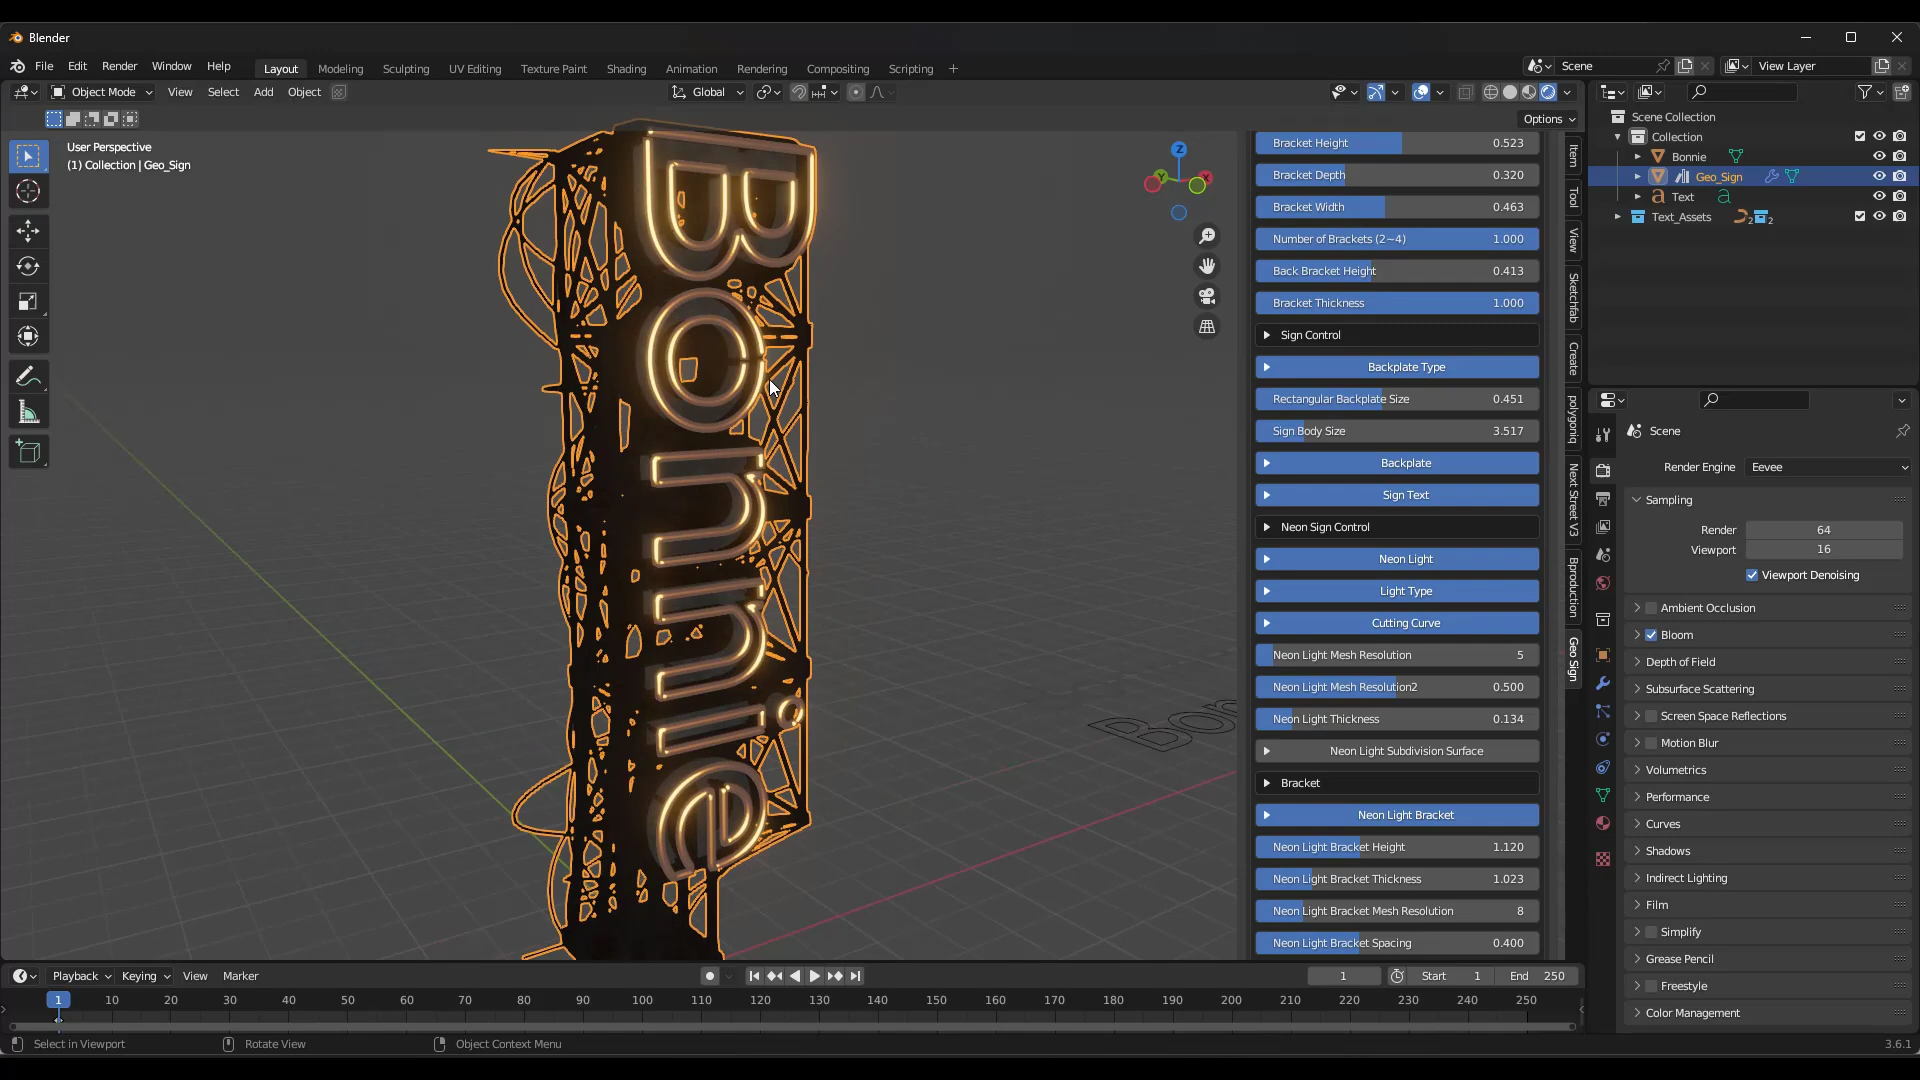 Blender
File Edit Render Window Help
Layout Modeling Sculpting UV Editing Texture Paint Shading Animation Rendering Compositing Scripting +
Scene
View Layer
Object Mode View Select Add Object
Global
Options
User Perspective
(1) Collection | Geo_Sign
Z
Y
X
Bonnie
Bracket Height 0.523
Bracket Depth 0.320
Bracket Width 0.463
Number of Brackets (2~4) 1.000
Back Bracket Height 0.413
Bracket Thickness 1.000
Sign Control
Backplate Type
Rectangular Backplate Size 0.451
Sign Body Size 3.517
Backplate
Sign Text
Neon Sign Control
Neon Light
Light Type
Cutting Curve
Neon Light Mesh Resolution 5
Neon Light Mesh Resolution2 0.500
Neon Light Thickness 0.134
Neon Light Subdivision Surface
Bracket
Neon Light Bracket
Neon Light Bracket Height 1.120
Neon Light Bracket Thickness 1.023
Neon Light Bracket Mesh Resolution 8
Neon Light Bracket Spacing 0.400
Item
Tool
View
Sketchfab
Create
polygoniq
Next Street V3
Bproduction
Geo Sign
Scene Collection
Collection
Bonnie
Geo_Sign
Text
Text_Assets 2 2
Scene
Render Engine Eevee
Sampling
Render 64
Viewport 16
Viewport Denoising
Ambient Occlusion
Bloom
Depth of Field
Subsurface Scattering
Screen Space Reflections
Motion Blur
Volumetrics
Performance
Curves
Shadows
Indirect Lighting
Film
Simplify
Grease Pencil
Freestyle
Color Management
Playback Keying View Marker
1 Start 1 End 250
1 10 20 30 40 50 60 70 80 90 100 110 120 130 140 150 160 170 180 190 200 210 220 230 240 250
Select in Viewport Rotate View Object Context Menu
3.6.1